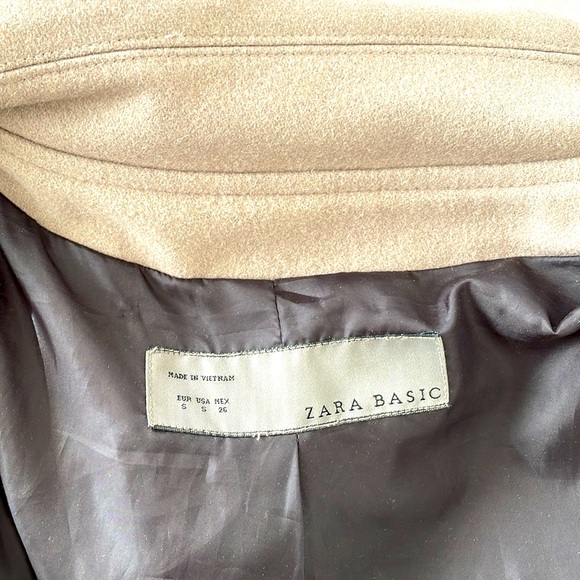 MADE IN VIETNAM
EUR USA MEX
S S 26
ZARA BASIC